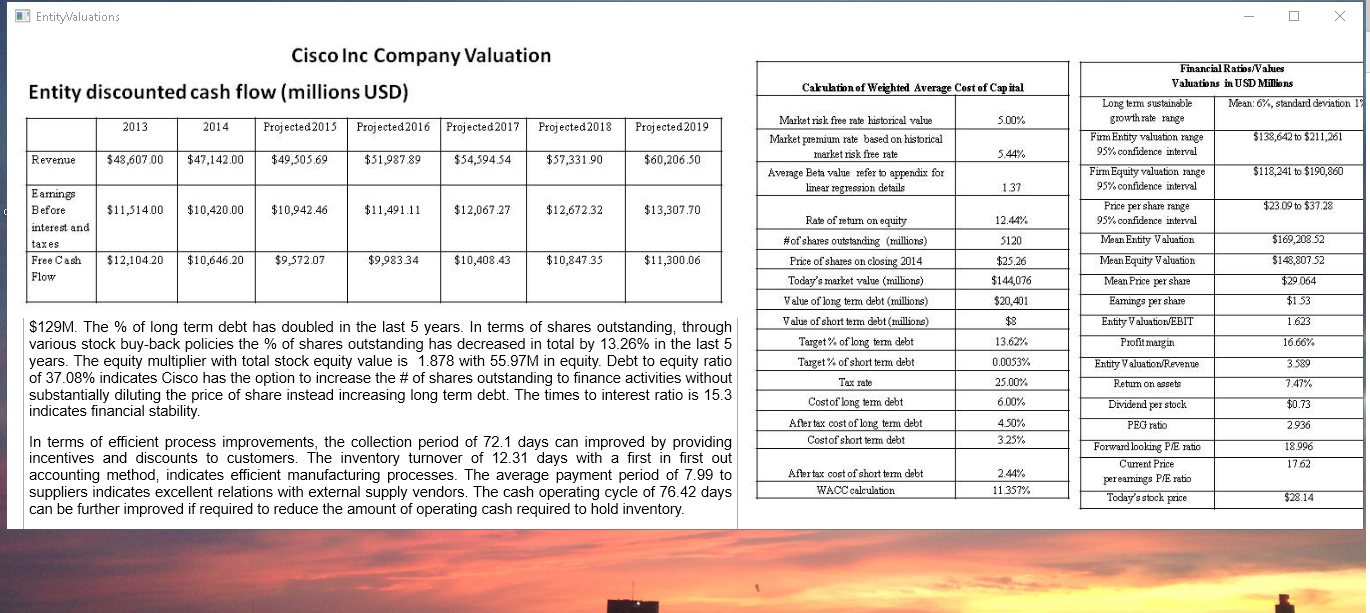 EntityValuations
Cisco Inc Company Valuation
Entity discounted cash flow (millions USD)
2013 2014 Projected 2015 Projected 2016 Projected 2017 Projected 2018 Projected 2019
Revenue $48,607.00 $47,142.00 $49,505.69 $51,987.89 $54,594.54 $57,331.90 $60,206.50
Earnings
Before
interest and
taxes
$11,514.00 $10,420.00 $10,942.46 $11,491.11 $12,067.27 $12,672.32 $13,307.70
Free Cash
Flow
$12,104.20 $10,646.20 $9,572.07 $9,983.34 $10,408.43 $10,847.35 $11,300.06
$129M. The % of long term debt has doubled in the last 5 years. In terms of shares outstanding, through
various stock buy-back policies the % of shares outstanding has decreased in total by 13.26% in the last 5
years. The equity multiplier with total stock equity value is 1.878 with 55.97M in equity. Debt to equity ratio
of 37.08% indicates Cisco has the option to increase the # of shares outstanding to finance activities without
substantially diluting the price of share instead increasing long term debt. The times to interest ratio is 15.3
indicates financial stability.
In terms of efficient process improvements, the collection period of 72.1 days can improved by providing
incentives and discounts to customers. The inventory turnover of 12.31 days with a first in first out
accounting method, indicates efficient manufacturing processes. The average payment period of 7.99 to
suppliers indicates excellent relations with external supply vendors. The cash operating cycle of 76.42 days
can be further improved if required to reduce the amount of operating cash required to hold inventory.
Calculation of Weighted Average Cost of Capital
Market risk free rate historical value 5.00%
Market premium rate based on historical
market risk free rate 5.44%
Average Beta value refer to appendix for
linear regression details 1.37
Rate of return on equity 12.44%
# of shares outstanding (millions) 5120
Price of shares on closing 2014 $25.26
Today's market value (millions) $144,076
Value of long term debt (millions) $20,401
Value of short term debt (millions) $8
Target % of long term debt 13.62%
Target % of short term debt 0.0053%
Tax rate 25.00%
Cost of long term debt 6.00%
After tax cost of long term debt 4.50%
Cost of short term debt 3.25%
After tax cost of short term debt 2.44%
WACC calculation 11.357%
Financial Ratios/Values
Valuations in USD Millions
Long term sustainable
growth rate range
Mean: 6%, standard deviation 1%
Firm Entity valuation range
95% confidence interval
$138,642 to $211,261
Firm Equity valuation range
95% confidence interval
$118,241 to $190,860
Price per share range
95% confidence interval
$23.09 to $37.28
Mean Entity Valuation $169,208.52
Mean Equity Valuation $148,807.52
Mean Price per share $29.064
Earnings per share $1.53
Entity Valuation/EBIT 1.623
Profit margin 16.66%
Entity Valuation/Revenue 3.589
Return on assets 7.47%
Dividend per stock $0.73
PEG ratio 2.936
Forward looking P/E ratio 18.996
Current Price
per earnings P/E ratio
17.62
Today's stock price $28.14